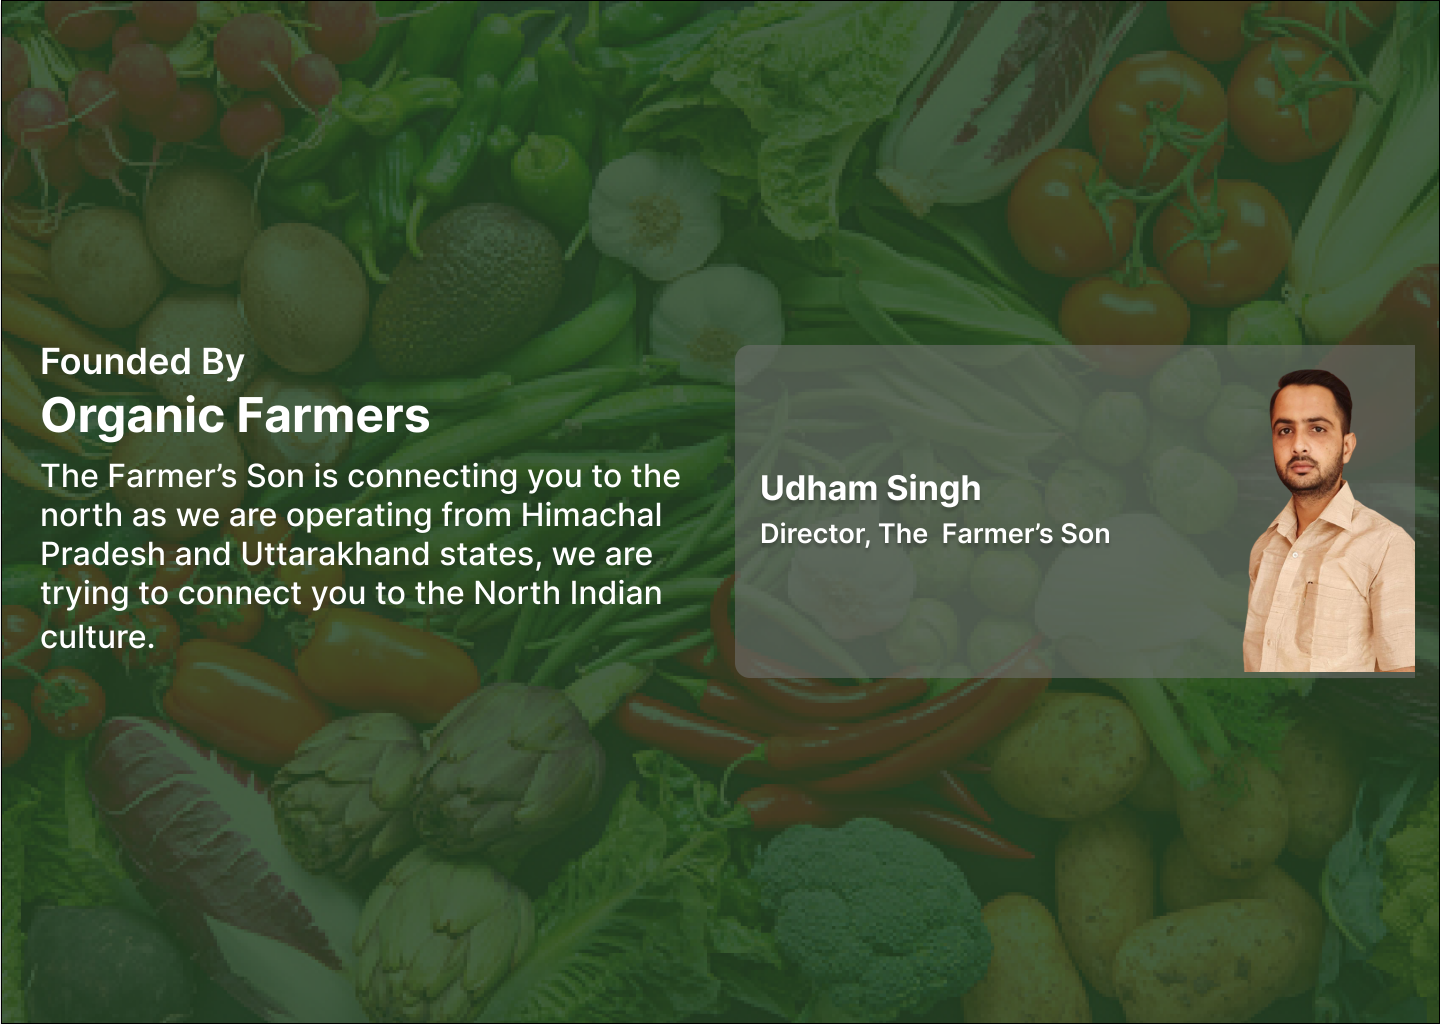 Founded By
Organic Farmers
The Farmer’s Son is connecting you to the
north as we are operating from Himachal
Pradesh and Uttarakhand states, we are
trying to connect you to the North Indian
culture.
Udham Singh
Director, The  Farmer’s Son